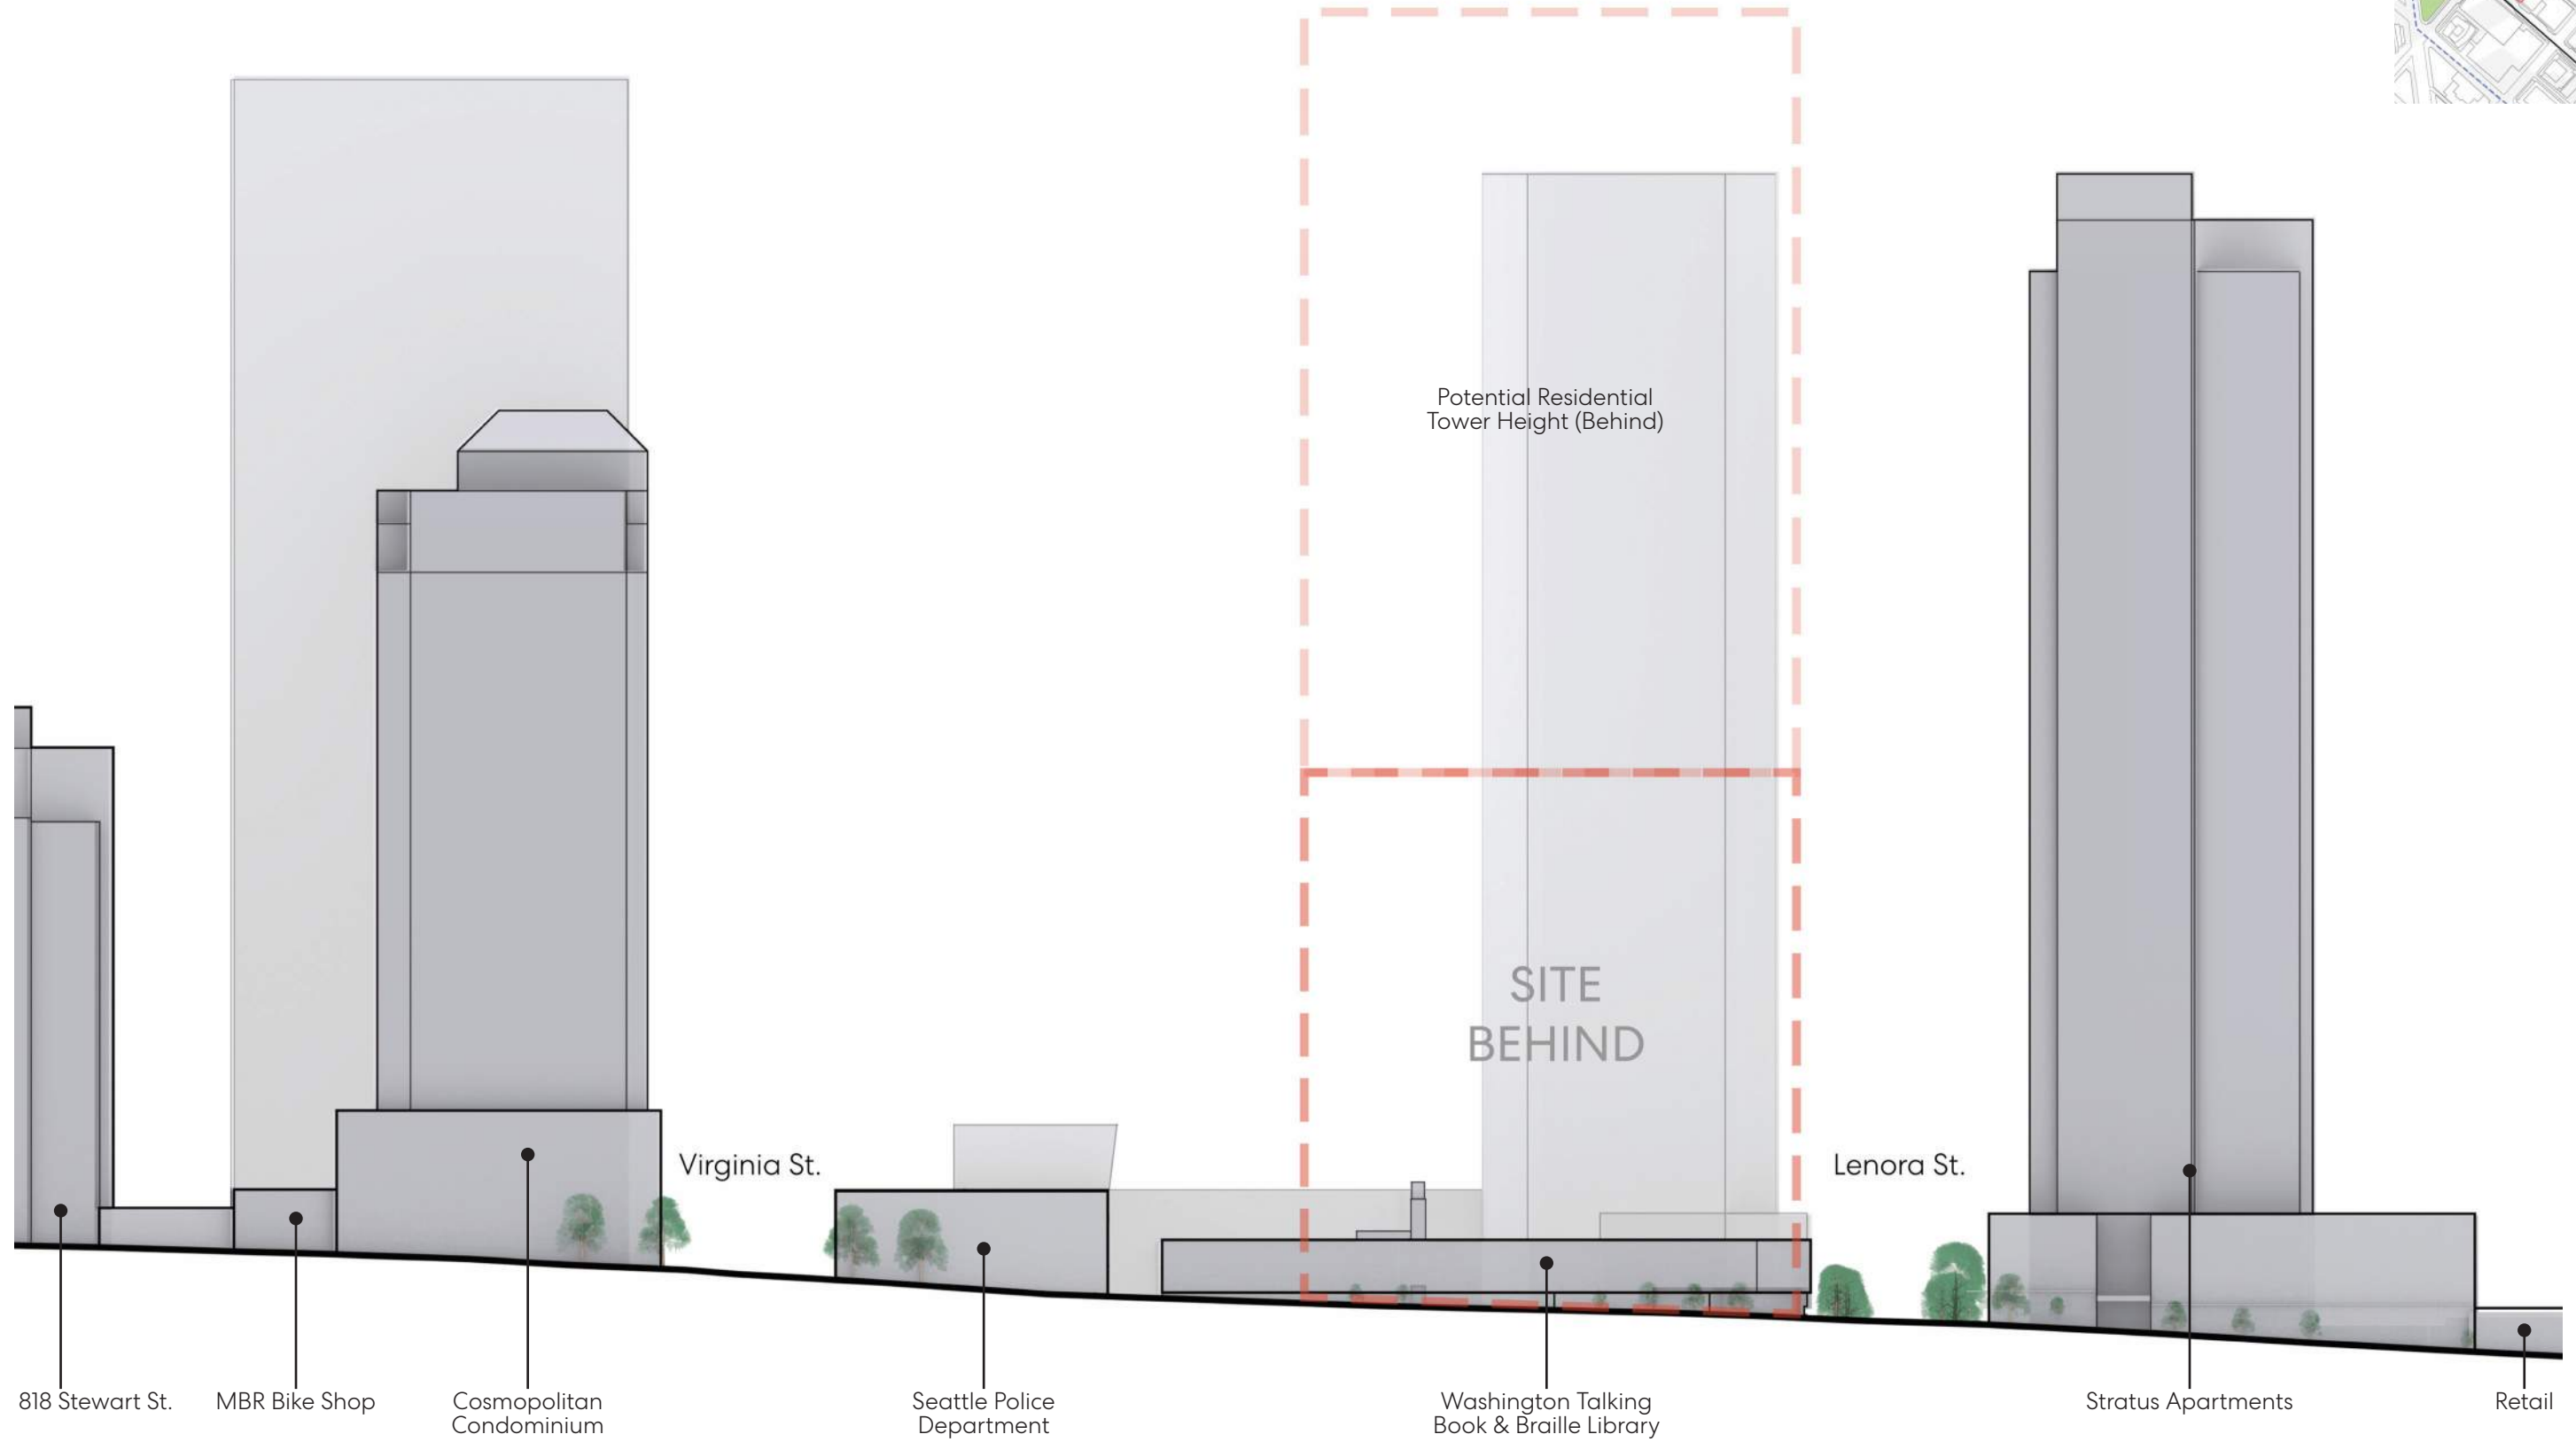 Potential Residential
Tower Height (Behind)
SITE
BEHIND
Virginia St.
Lenora St.
818 Stewart St.
MBR Bike Shop
Cosmopolitan
Condominium
Seattle Police
Department
Washington Talking
Book & Braille Library
Stratus Apartments
Retail